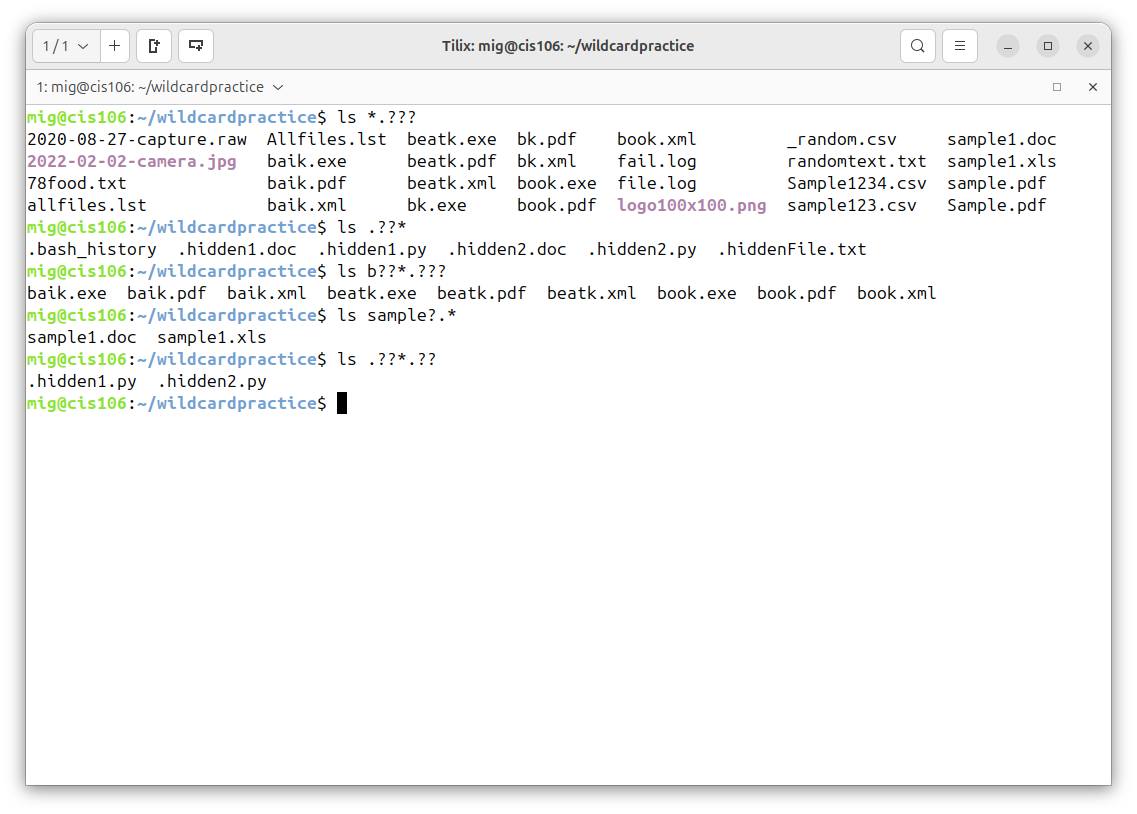 1 / 1
Tilix: mig@cis106: ~/wildcardpractice
1: mig@cis106: ~/wildcardpractice
mig@cis106:~/wildcardpractice$ ls *.???
2020-08-27-capture.raw  Allfiles.lst  beatk.exe  bk.pdf    book.xml         _random.csv     sample1.doc
2022-02-02-camera.jpg   baik.exe      beatk.pdf  bk.xml    fail.log         randomtext.txt  sample1.xls
78food.txt              baik.pdf      beatk.xml  book.exe  file.log         Sample1234.csv  sample.pdf
allfiles.lst            baik.xml      bk.exe     book.pdf  logo100x100.png  sample123.csv   Sample.pdf
mig@cis106:~/wildcardpractice$ ls .??*
.bash_history  .hidden1.doc  .hidden1.py  .hidden2.doc  .hidden2.py  .hiddenFile.txt
mig@cis106:~/wildcardpractice$ ls b??*.???
baik.exe  baik.pdf  baik.xml  beatk.exe  beatk.pdf  beatk.xml  book.exe  book.pdf  book.xml
mig@cis106:~/wildcardpractice$ ls sample?.*
sample1.doc  sample1.xls
mig@cis106:~/wildcardpractice$ ls .??*.??
.hidden1.py  .hidden2.py
mig@cis106:~/wildcardpractice$